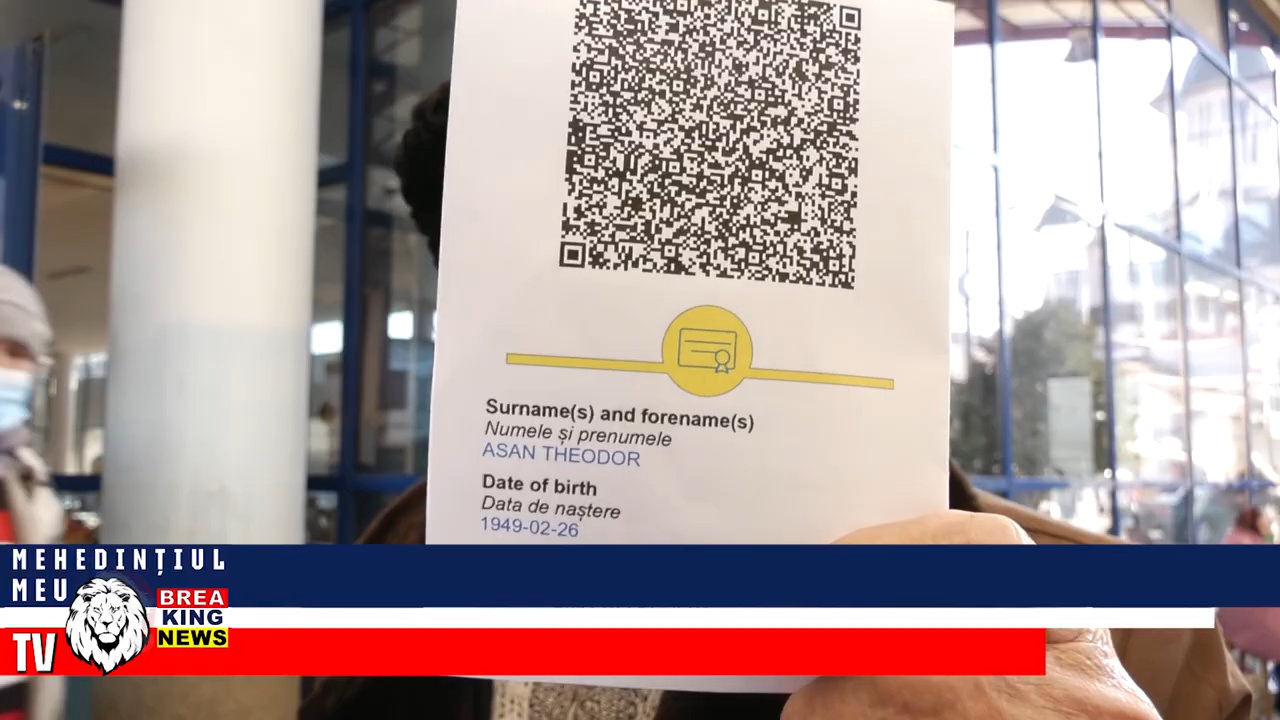 Surname(s) and forename(s)
Numele și prenumele
ASAN THEODOR
Date of birth
Data de naștere
1949-02-26
MEHEDINȚIUL
MEU
BREA
KING
NEWS
TV